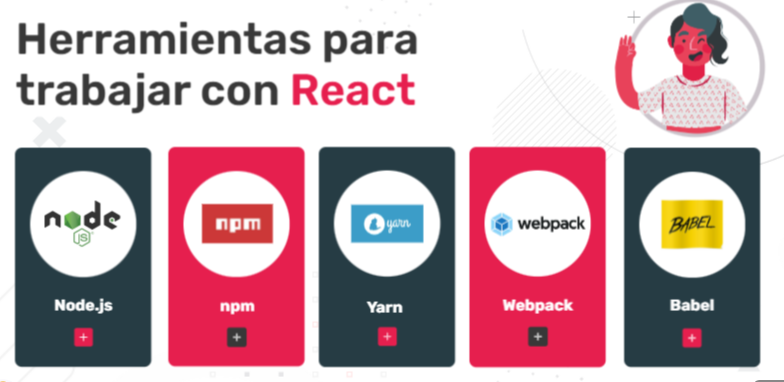 Herramientas para
trabajar con React
node
JS
npm
yarn
webpack
BABEL
Node.js
npm
Yarn
Webpack
Babel
+
+
+
+
+